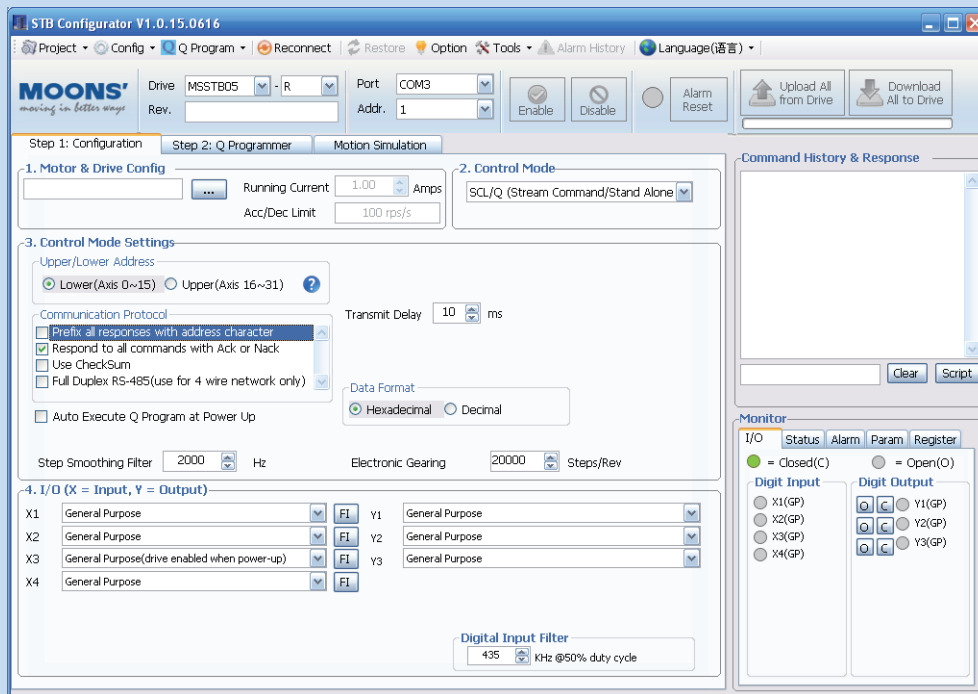 STB Configurator V1.0.15.0616
Project Config Q Program Reconnect Restore Option Tools Alarm History Language(语言)
MOONS'
moving in better ways
Drive MSSTB05 - R
Rev.
Port COM3
Addr. 1
Enable
Disable
Alarm
Reset
Upload All
from Drive
Download
All to Drive
Step 1: Configuration Step 2: Q Programmer Motion Simulation
1. Motor & Drive Config
...
Running Current 1.00 Amps
Acc/Dec Limit 100 rps/s
2. Control Mode
SCL/Q (Stream Command/Stand Alone
3. Control Mode Settings
Upper/Lower Address
Lower(Axis 0~15) Upper(Axis 16~31) ?
Communication Protocol
Prefix all responses with address character
Respond to all commands with Ack or Nack
Use CheckSum
Full Duplex RS-485(use for 4 wire network only)
Transmit Delay 10 ms
Data Format
Hexadecimal Decimal
Auto Execute Q Program at Power Up
Step Smoothing Filter 2000 Hz
Electronic Gearing 20000 Steps/Rev
4. I/O (X = Input, Y = Output)
X1 General Purpose FI Y1 General Purpose
X2 General Purpose FI Y2 General Purpose
X3 General Purpose(drive enabled when power-up) FI Y3 General Purpose
X4 General Purpose FI
Digital Input Filter
435 KHz @50% duty cycle
Command History & Response
Clear Script
Monitor
I/O Status Alarm Param Register
= Closed(C) = Open(O)
Digit Input
X1(GP)
X2(GP)
X3(GP)
X4(GP)
Digit Output
O C Y1(GP)
O C Y2(GP)
O C Y3(GP)